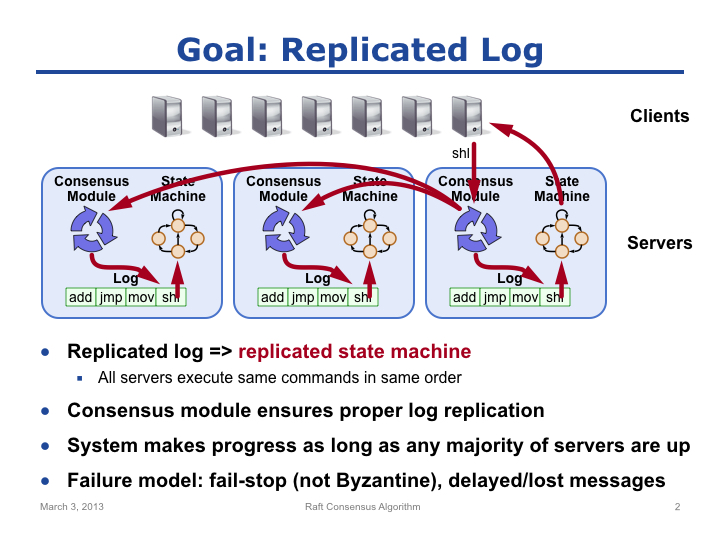 Goal: Replicated Log
Clients
shl
Consensus Module
State Machine
Consensus Module
State Machine
Consensus Module
State Machine
Servers
Log
add jmp mov shl
Log
add jmp mov shl
Log
add jmp mov shl
• Replicated log => replicated state machine
▪ All servers execute same commands in same order
• Consensus module ensures proper log replication
• System makes progress as long as any majority of servers are up
• Failure model: fail-stop (not Byzantine), delayed/lost messages
March 3, 2013
Raft Consensus Algorithm
2